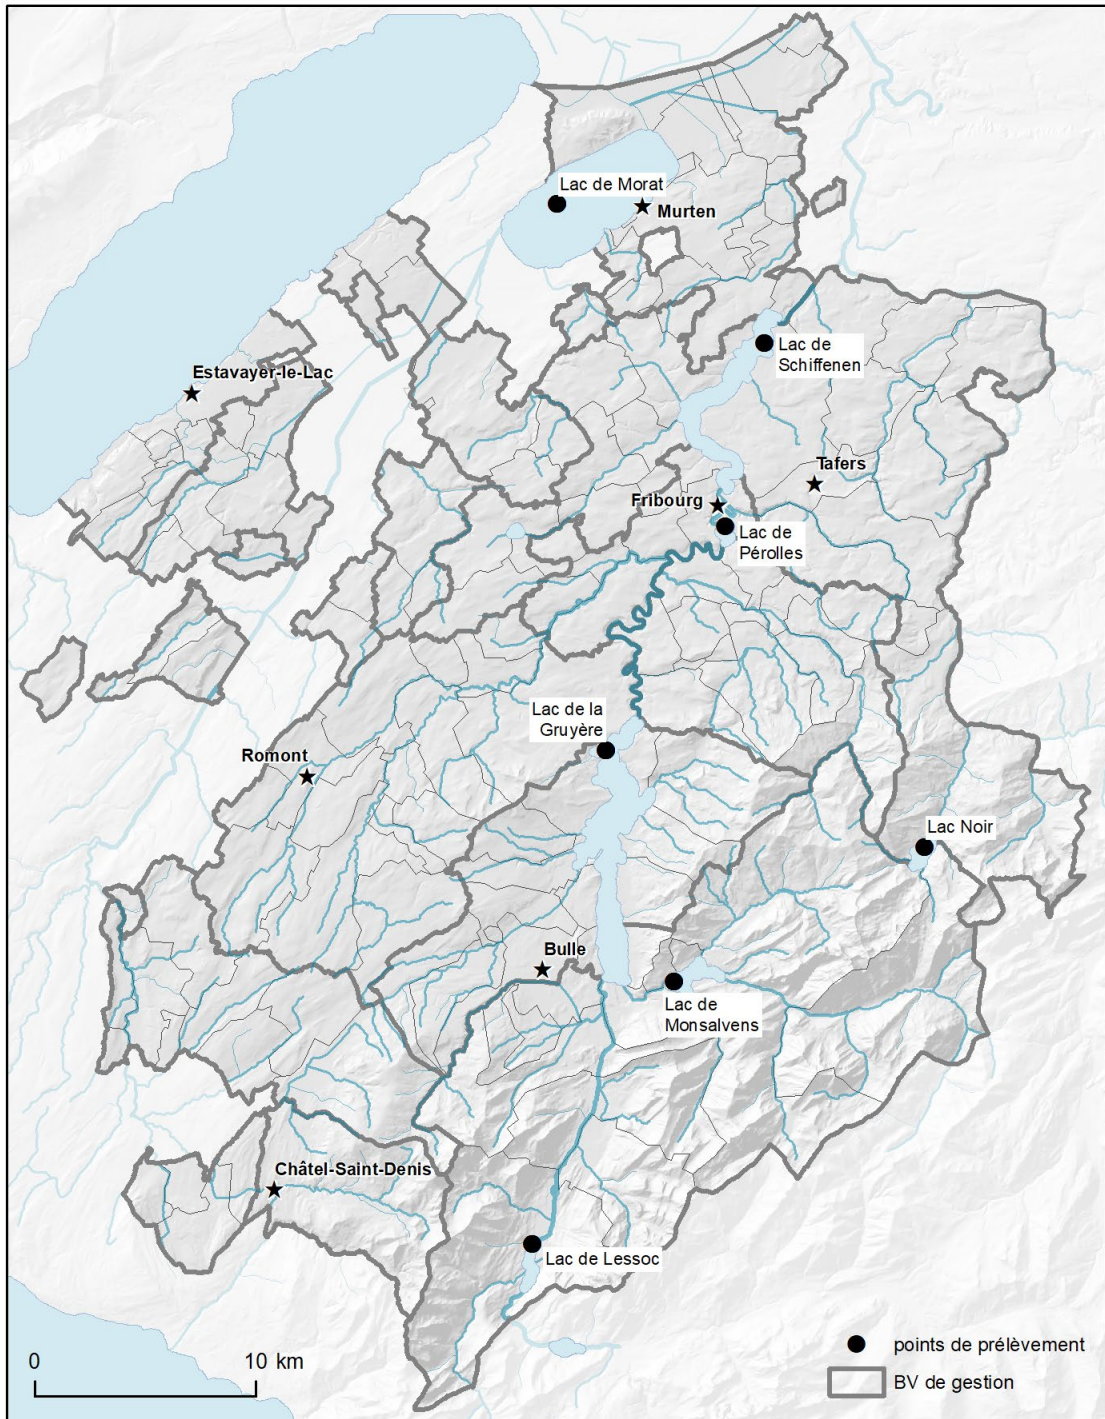 Lac de Morat
Murten
Lac de
Schiffenen
Estavayer-le-Lac
Tafers
Fribourg
Lac de
Pérolles
Lac de la
Gruyère
Romont
Lac Noir
Bulle
Lac de
Monsalvens
Châtel-Saint-Denis
Lac de Lessoc
0
10 km
points de prélèvement
BV de gestion